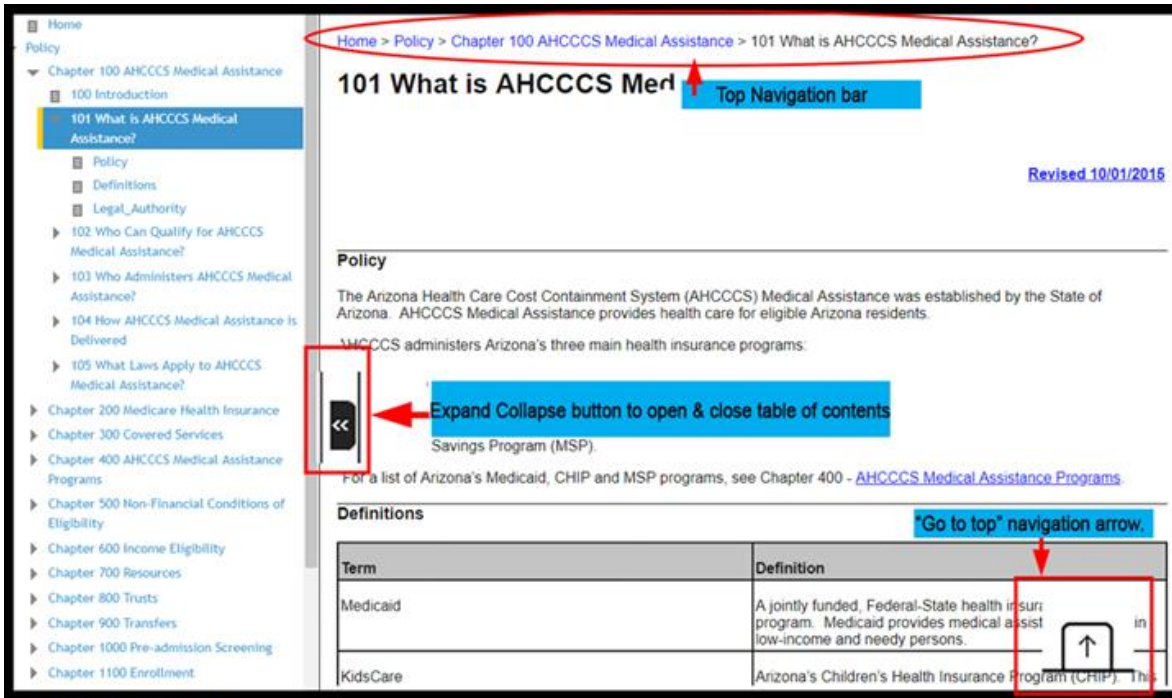 Home
Policy
Chapter 100 AHCCCS Medical Assistance
100 Introduction
101 What is AHCCCS Medical
Assistance?
Policy
Definitions
Legal_Authority
102 Who Can Qualify for AHCCCS
Medical Assistance?
103 Who Administers AHCCCS Medical
Assistance?
104 How AHCCCS Medical Assistance is
Delivered
105 What Laws Apply to AHCCCS
Medical Assistance?
Chapter 200 Medicare Health Insurance
Chapter 300 Covered Services
Chapter 400 AHCCCS Medical Assistance
Programs
Chapter 500 Non-Financial Conditions of
Eligibility
Chapter 600 Income Eligibility
Chapter 700 Resources
Chapter 800 Trusts
Chapter 900 Transfers
Chapter 1000 Pre-admission Screening
Chapter 1100 Enrollment
Home > Policy > Chapter 100 AHCCCS Medical Assistance > 101 What is AHCCCS Medical Assistance?
101 What is AHCCCS Med
Top Navigation bar
Revised 10/01/2015
Policy
The Arizona Health Care Cost Containment System (AHCCCS) Medical Assistance was established by the State of
Arizona. AHCCCS Medical Assistance provides health care for eligible Arizona residents.
AHCCCS administers Arizona's three main health insurance programs:
<<
Expand Collapse button to open & close table of contents
Savings Program (MSP).
For a list of Arizona's Medicaid, CHIP and MSP programs, see Chapter 400 - AHCCCS Medical Assistance Programs.
Definitions
"Go to top" navigation arrow.
Term Definition
Medicaid A jointly funded, Federal-State health insura
program. Medicaid provides medical assist in
low-income and needy persons.
KidsCare Arizona's Children's Health Insurance Program (CHIP). This